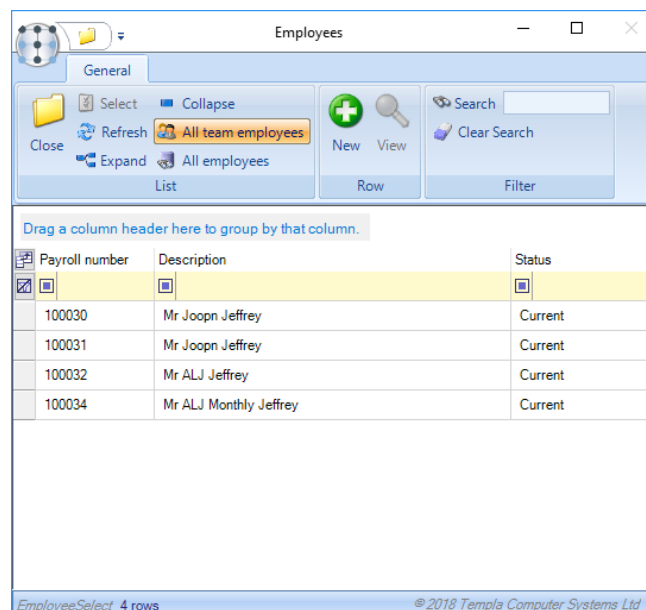 Employees
General
Select Collapse
Refresh All team employees
Expand All employees
Close
List
New View
Row
Search
Clear Search
Filter
Drag a column header here to group by that column.
Payroll number Description Status
100030 Mr Joopn Jeffrey Current
100031 Mr Joopn Jeffrey Current
100032 Mr ALJ Jeffrey Current
100034 Mr ALJ Monthly Jeffrey Current
EmployeeSelect 4 rows © 2018 Templa Computer Systems Ltd